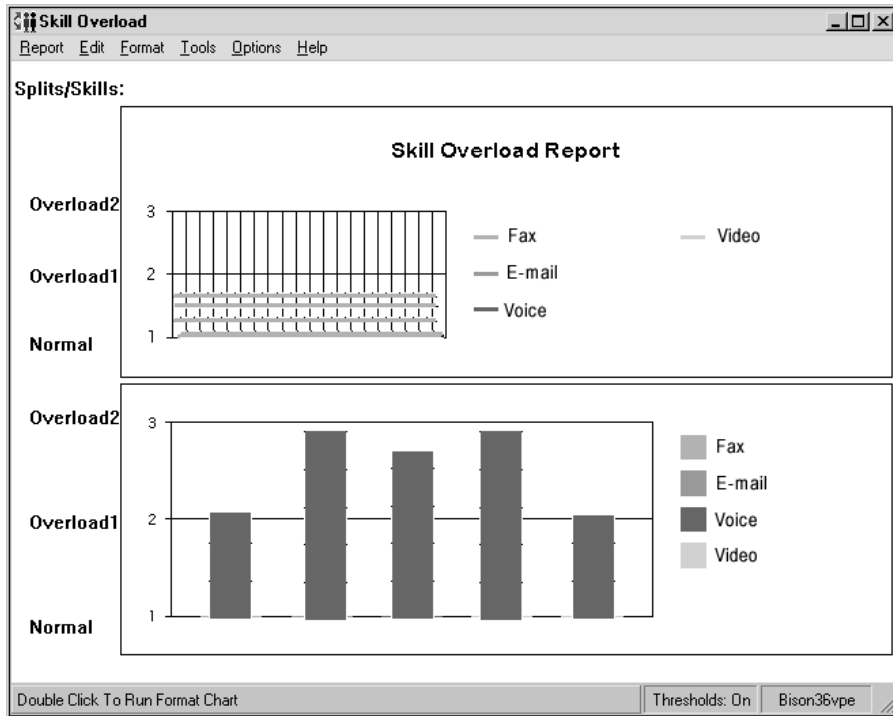 Skill Overload
Report Edit Format Tools Options Help
Splits/Skills:
Skill Overload Report
Overload2
Overload1
Normal
3
2
1
Fax
Video
E-mail
Voice
Overload2
Overload1
Normal
3
2
1
Fax
E-mail
Voice
Video
Double Click To Run Format Chart
Thresholds: On
Bison36vpe